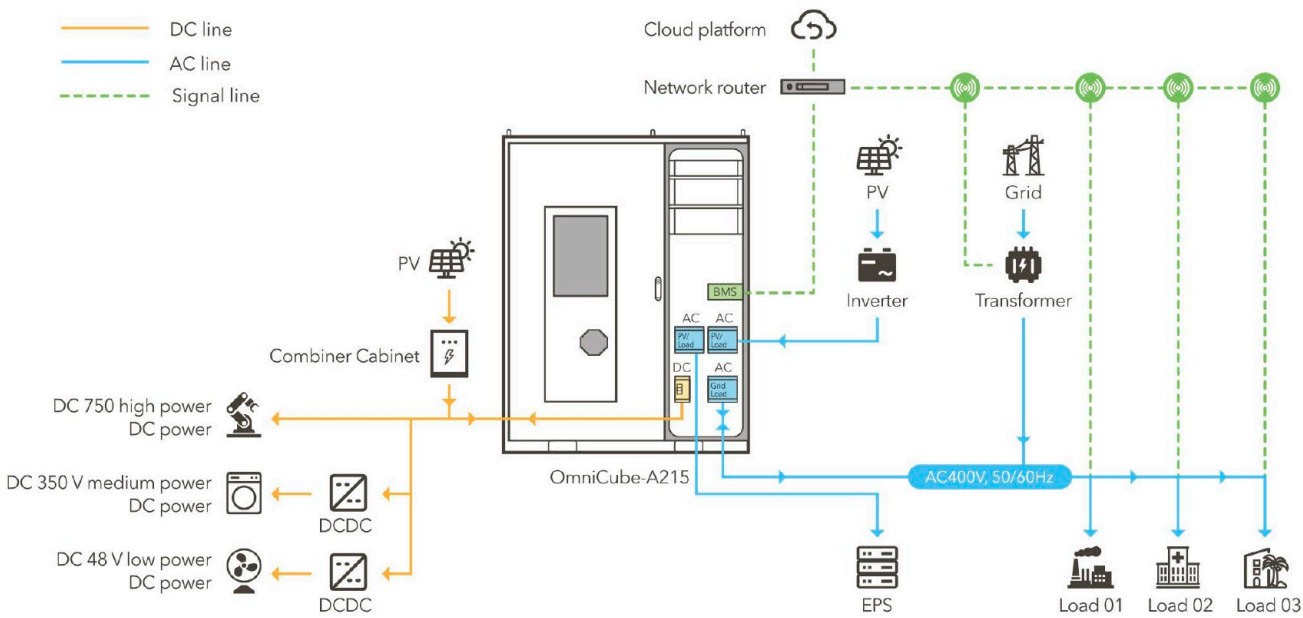 DC line
AC line
Signal line
Cloud platform
Network router
PV
Grid
PV
BMS
Inverter
Transformer
AC AC
PV/
Load
PV/
Load
Combiner Cabinet
DC AC
Grid
Load
DC 750 high power
DC power
OmniCube-A215
AC400V, 50/60Hz
DC 350 V medium power
DC power
DCDC
DC 48 V low power
DC power
DCDC
EPS
Load 01
Load 02
Load 03